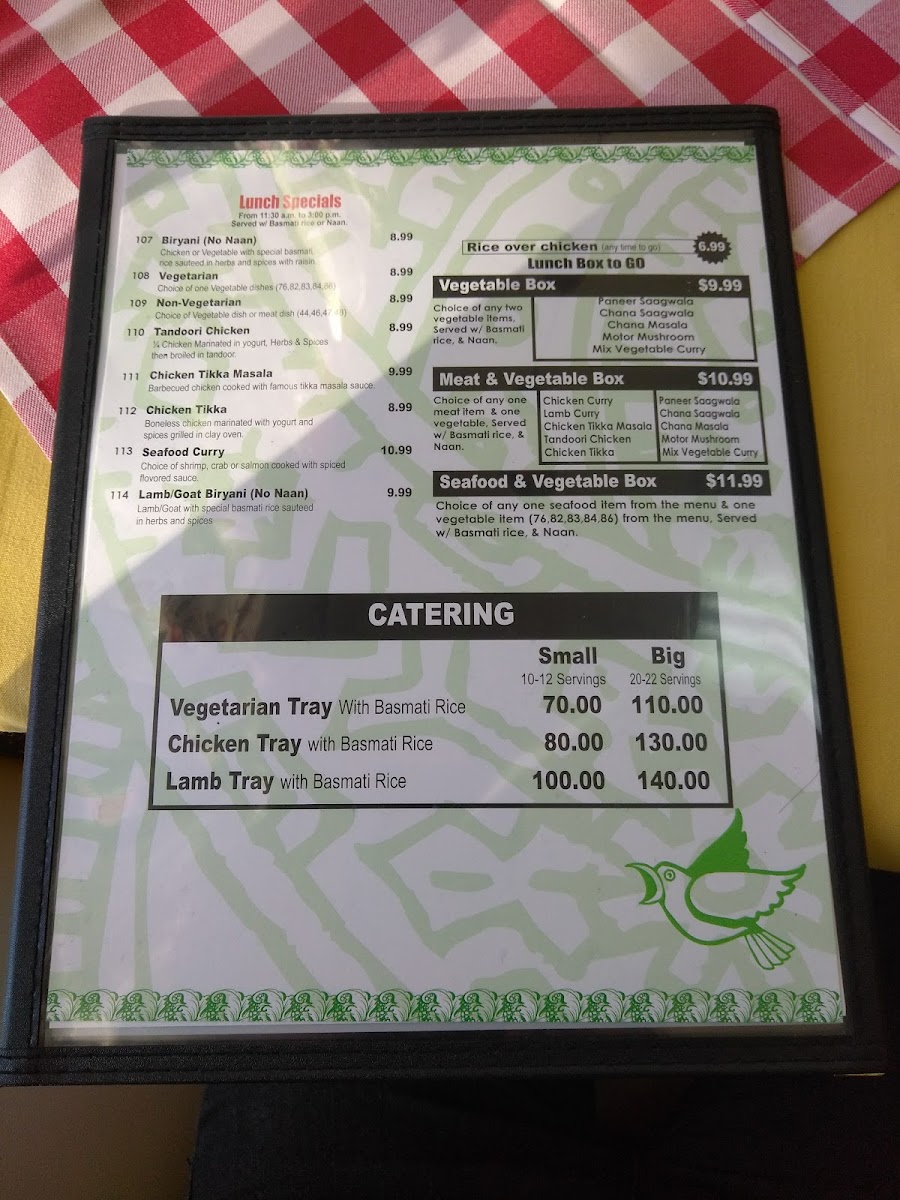 Lunch Specials
From 11:30 a.m. to 3:00 p.m.
Served w/ Basmati rice or Naan.
107 Biryani (No Naan) 8.99
Chicken or Vegetable with special basmati
rice sauteed in herbs and spices with raisin.
108 Vegetarian 8.99
Choice of one Vegetable dishes (76,82,83,84,86)
109 Non-Vegetarian 8.99
Choice of Vegetable dish or meat dish (44,46,47,48)
110 Tandoori Chicken 8.99
¼ Chicken Marinated in yogurt, Herbs & Spices
then broiled in tandoor.
111 Chicken Tikka Masala 9.99
Barbecued chicken cooked with famous tikka masala sauce.
112 Chicken Tikka 8.99
Boneless chicken marinated with yogurt and
spices grilled in clay oven.
113 Seafood Curry 10.99
Choice of shrimp, crab or salmon cooked with spiced
flovored sauce.
114 Lamb/Goat Biryani (No Naan) 9.99
Lamb/Goat with special basmati rice sauteed
in herbs and spices
Rice over chicken (any time to go) 6.99
Lunch Box to GO
Vegetable Box $9.99
Choice of any two
vegetable items,
Served w/ Basmati
rice, & Naan.
Paneer Saagwala
Chana Saagwala
Chana Masala
Motor Mushroom
Mix Vegetable Curry
Meat & Vegetable Box $10.99
Choice of any one
meat item & one
vegetable, Served
w/ Basmati rice, &
Naan.
Chicken Curry
Lamb Curry
Chicken Tikka Masala
Tandoori Chicken
Chicken Tikka
Paneer Saagwala
Chana Saagwala
Chana Masala
Motor Mushroom
Mix Vegetable Curry
Seafood & Vegetable Box $11.99
Choice of any one seafood item from the menu & one
vegetable item (76,82,83,84,86) from the menu, Served
w/ Basmati rice, & Naan.
CATERING
Small Big
10-12 Servings 20-22 Servings
Vegetarian Tray With Basmati Rice 70.00 110.00
Chicken Tray with Basmati Rice 80.00 130.00
Lamb Tray with Basmati Rice 100.00 140.00